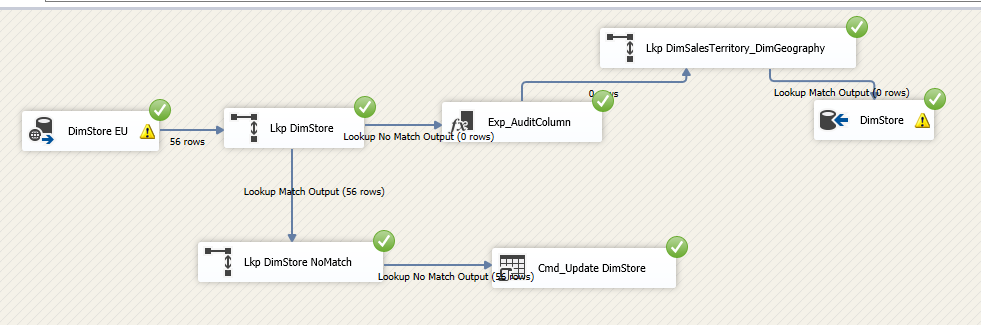 Lkp DimSalesTerritory_DimGeography
Lookup Match Output (0 rows)
DimStore EU
56 rows
Lkp DimStore
Lookup No Match Output (0 rows)
Exp_AuditColumn
0 rows
DimStore
Lookup Match Output (56 rows)
Lkp DimStore NoMatch
Lookup No Match Output (56 rows)
Cmd_Update DimStore